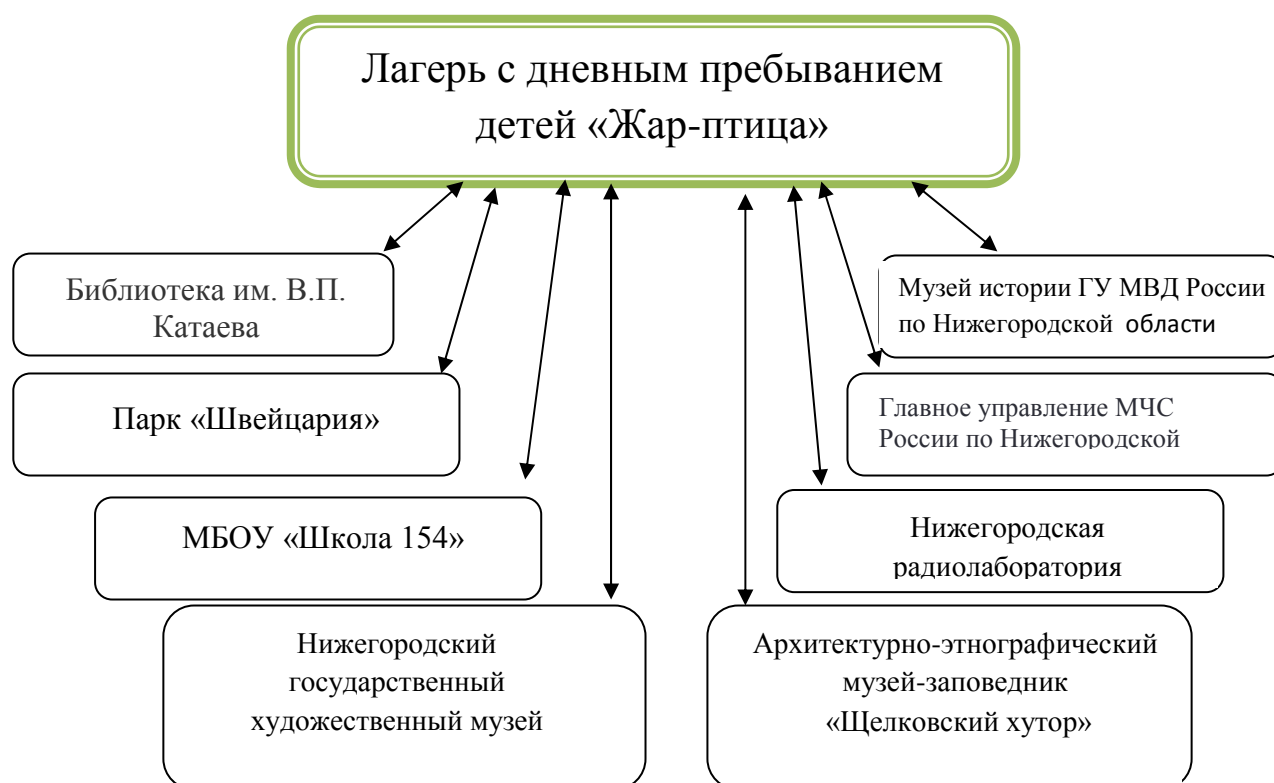 Лагерь с дневным пребыванием
детей «Жар-птица»
Библиотека им. В.П.
Катаева
Музей истории ГУ МВД России
по Нижегородской области
Парк «Швейцария»
Главное управление МЧС
России по Нижегородской
МБОУ «Школа 154»
Нижегородская
радиолаборатория
Нижегородский
государственный
художественный музей
Архитектурно-этнографический
музей-заповедник
«Щелковский хутор»